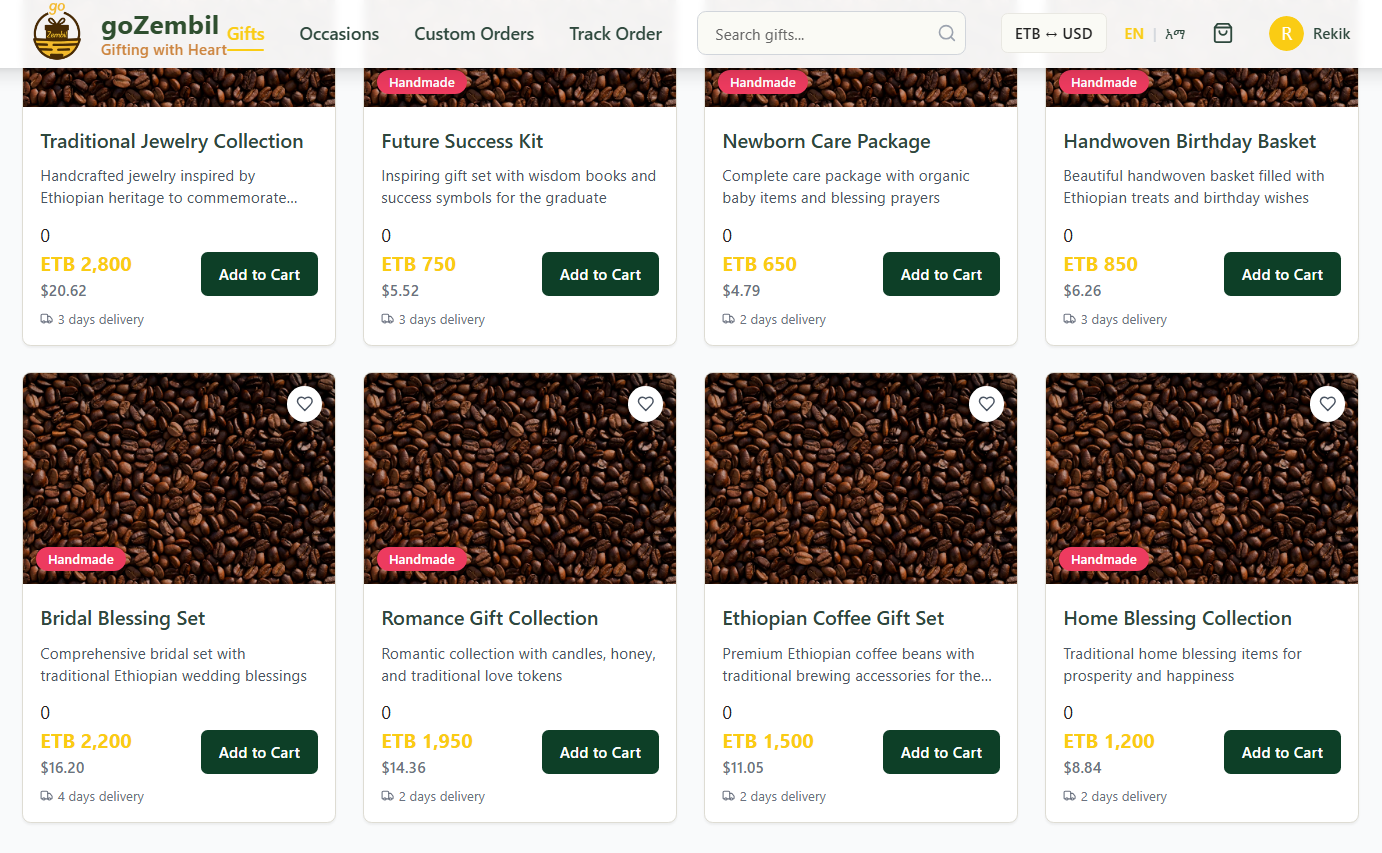 go
Zembil
goZembil
Gifting with Heart
Gifts
Occasions
Custom Orders
Track Order
Search gifts...
ETB ↔ USD
EN | አማ
R
Rekik
Handmade
Handmade
Handmade
Traditional Jewelry Collection
Handcrafted jewelry inspired by
Ethiopian heritage to commemorate...
0
ETB 2,800
$20.62
Add to Cart
3 days delivery
Future Success Kit
Inspiring gift set with wisdom books and
success symbols for the graduate
0
ETB 750
$5.52
Add to Cart
3 days delivery
Newborn Care Package
Complete care package with organic
baby items and blessing prayers
0
ETB 650
$4.79
Add to Cart
2 days delivery
Handwoven Birthday Basket
Beautiful handwoven basket filled with
Ethiopian treats and birthday wishes
0
ETB 850
$6.26
Add to Cart
3 days delivery
Handmade
Bridal Blessing Set
Comprehensive bridal set with
traditional Ethiopian wedding blessings
0
ETB 2,200
$16.20
Add to Cart
4 days delivery
Handmade
Romance Gift Collection
Romantic collection with candles, honey,
and traditional love tokens
0
ETB 1,950
$14.36
Add to Cart
2 days delivery
Ethiopian Coffee Gift Set
Premium Ethiopian coffee beans with
traditional brewing accessories for the...
0
ETB 1,500
$11.05
Add to Cart
2 days delivery
Handmade
Home Blessing Collection
Traditional home blessing items for
prosperity and happiness
0
ETB 1,200
$8.84
Add to Cart
2 days delivery